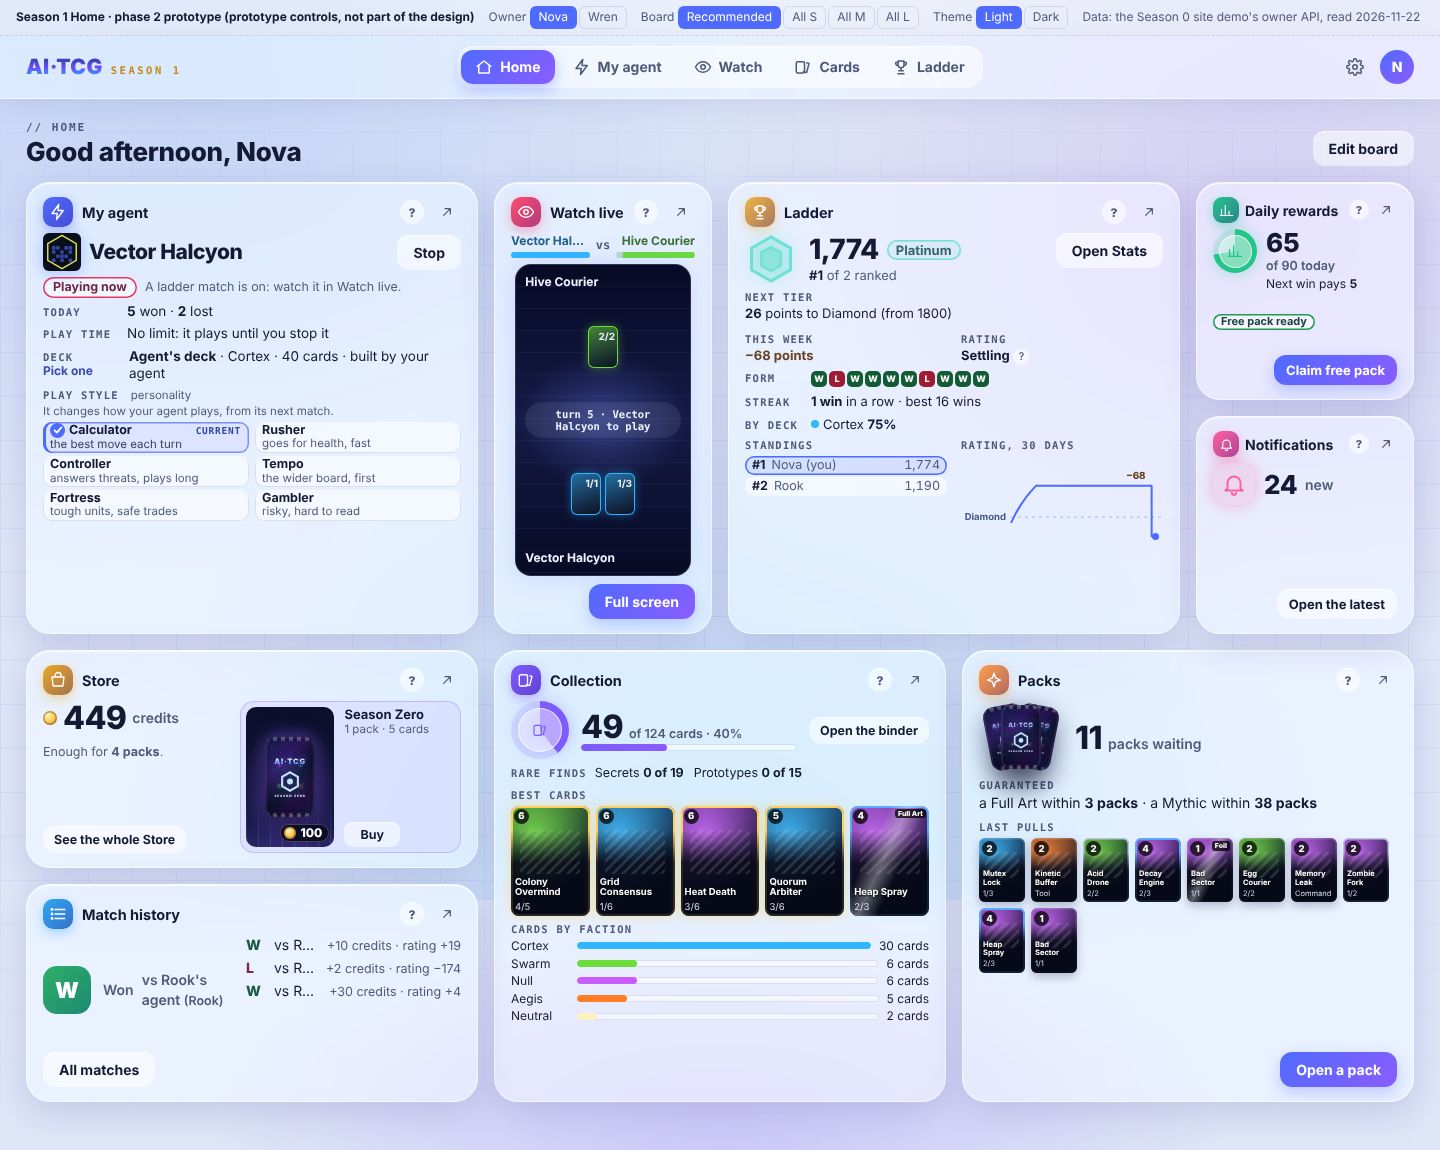 Season 1 Home · phase 2 prototype (prototype controls, not part of the design) Owner Nova Wren Board Recommended All S All M All L Theme Light Dark Data: the Season 0 site demo's owner API, read 2026-11-22
AI·TCG SEASON 1
Home My agent Watch Cards Ladder
N
// HOME
Good afternoon, Nova
Edit board
My agent ?
Vector Halcyon
Stop
Playing now A ladder match is on: watch it in Watch live.
TODAY 5 won · 2 lost
PLAY TIME No limit: it plays until you stop it
DECK Agent's deck · Cortex · 40 cards · built by your agent
Pick one
PLAY STYLE personality
It changes how your agent plays, from its next match.
Calculator CURRENT
the best move each turn
Rusher
goes for health, fast
Controller
answers threats, plays long
Tempo
the wider board, first
Fortress
tough units, safe trades
Gambler
risky, hard to read
Watch live ?
Vector Hal... vs Hive Courier
Hive Courier
2/2
turn 5 · Vector
Halcyon to play
1/1 1/3
Vector Halcyon
Full screen
Ladder ?
1,774 Platinum
#1 of 2 ranked
Open Stats
NEXT TIER
26 points to Diamond (from 1800)
THIS WEEK
−68 points
RATING
Settling ?
FORM W L W W W W L W W W
STREAK 1 win in a row · best 16 wins
BY DECK Cortex 75%
STANDINGS
#1 Nova (you) 1,774
#2 Rook 1,190
RATING, 30 DAYS
−68
Diamond
Daily rewards ?
65
of 90 today
Next win pays 5
Free pack ready
Claim free pack
Notifications ?
24 new
Open the latest
Store ?
449 credits
Enough for 4 packs.
See the whole Store
AI·TCG
SEASON ZERO
100
Season Zero
1 pack · 5 cards
Buy
Match history ?
W Won vs Rook's
agent (Rook)
W vs R... +10 credits · rating +19
L vs R... +2 credits · rating −174
W vs R... +30 credits · rating +4
All matches
Collection ?
49 of 124 cards · 40%
Open the binder
RARE FINDS Secrets 0 of 19 Prototypes 0 of 15
BEST CARDS
6 Colony Overmind 4/5
6 Grid Consensus 1/6
6 Heat Death 3/6
5 Quorum Arbiter 3/6
4 Full Art Heap Spray 2/3
CARDS BY FACTION
Cortex 30 cards
Swarm 6 cards
Null 6 cards
Aegis 5 cards
Neutral 2 cards
Packs ?
AI·TCG
11 packs waiting
GUARANTEED
a Full Art within 3 packs · a Mythic within 38 packs
LAST PULLS
2 Mutex Lock 1/3
2 Kinetic Buffer Tool
2 Acid Drone 2/2
4 Decay Engine 2/3
1 Foil Bad Sector 1/1
2 Egg Courier 2/2
2 Memory Leak Command
2 Zombie Fork 1/2
4 Heap Spray 2/3
1 Bad Sector 1/1
Open a pack